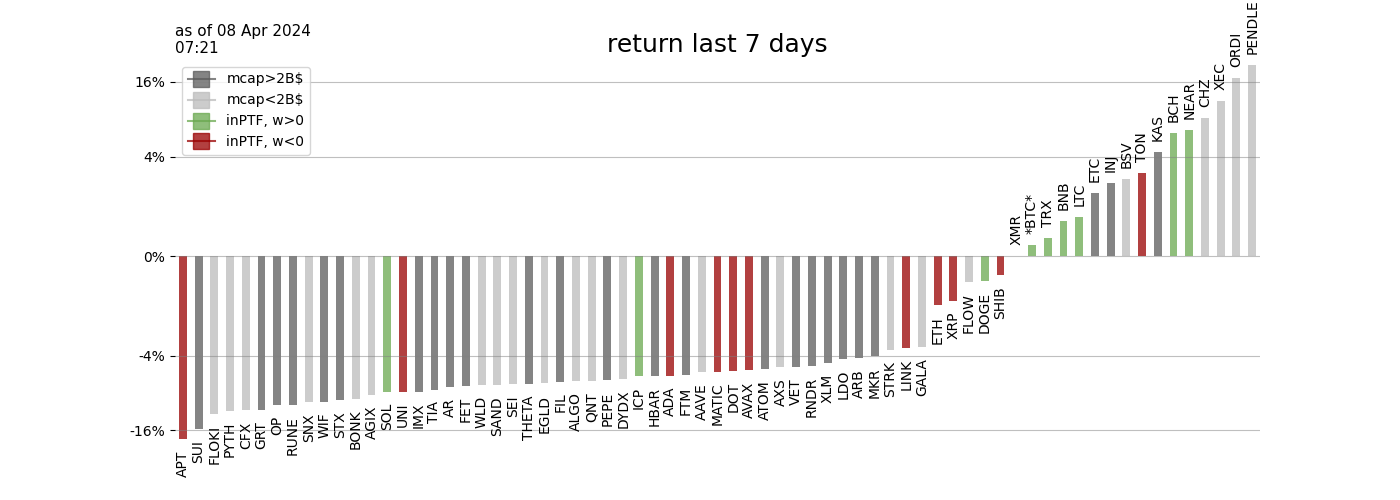 as of 08 Apr 2024
07:21
return last 7 days
mcap>2B$
mcap<2B$
inPTF, w>0
inPTF, w<0
16%
4%
0%
-4%
-16%
APT
SUI
FLOKI
PYTH
CFX
GRT
OP
RUNE
SNX
WIF
STX
BONK
AGIX
SOL
UNI
IMX
TIA
AR
FET
WLD
SAND
SEI
THETA
EGLD
FIL
ALGO
QNT
PEPE
DYDX
ICP
HBAR
ADA
FTM
AAVE
MATIC
DOT
AVAX
ATOM
AXS
VET
RNDR
XLM
LDO
ARB
MKR
STRK
LINK
GALA
ETH
XRP
FLOW
DOGE
SHIB
XMR
*BTC*
TRX
BNB
LTC
ETC
INJ
BSV
TON
KAS
BCH
NEAR
CHZ
XEC
ORDI
PENDLE